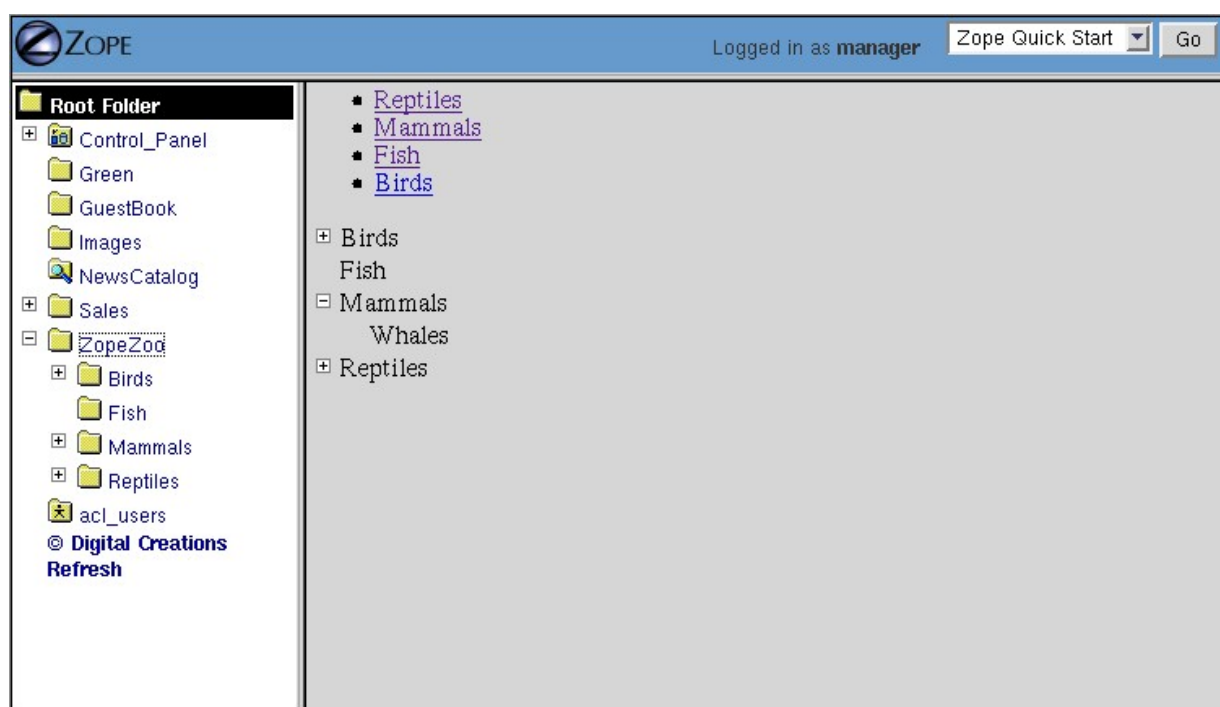 ZOPE
Logged in as manager
Zope Quick Start
Go
Root Folder
Control_Panel
Green
GuestBook
Images
NewsCatalog
Sales
ZopeZoo
Birds
Fish
Mammals
Reptiles
acl_users
© Digital Creations
Refresh
Reptiles
Mammals
Fish
Birds
Birds
Fish
Mammals
Whales
Reptiles